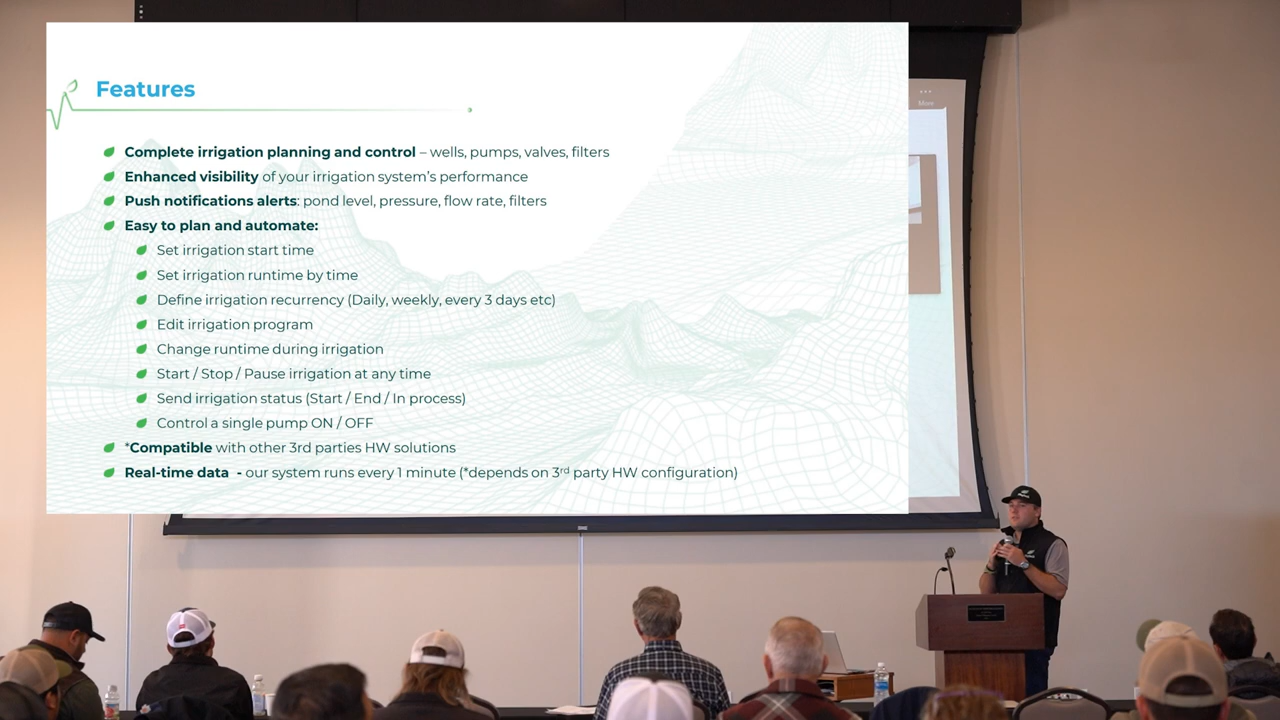 Features
Complete irrigation planning and control – wells, pumps, valves, filters
Enhanced visibility of your irrigation system's performance
Push notifications alerts: pond level, pressure, flow rate, filters
Easy to plan and automate:
Set irrigation start time
Set irrigation runtime by time
Define irrigation recurrency (Daily, weekly, every 3 days etc)
Edit irrigation program
Change runtime during irrigation
Start / Stop / Pause irrigation at any time
Send irrigation status (Start / End / In process)
Control a single pump ON / OFF
*Compatible with other 3rd parties HW solutions
Real-time data - our system runs every 1 minute (*depends on 3rd party HW configuration)
More